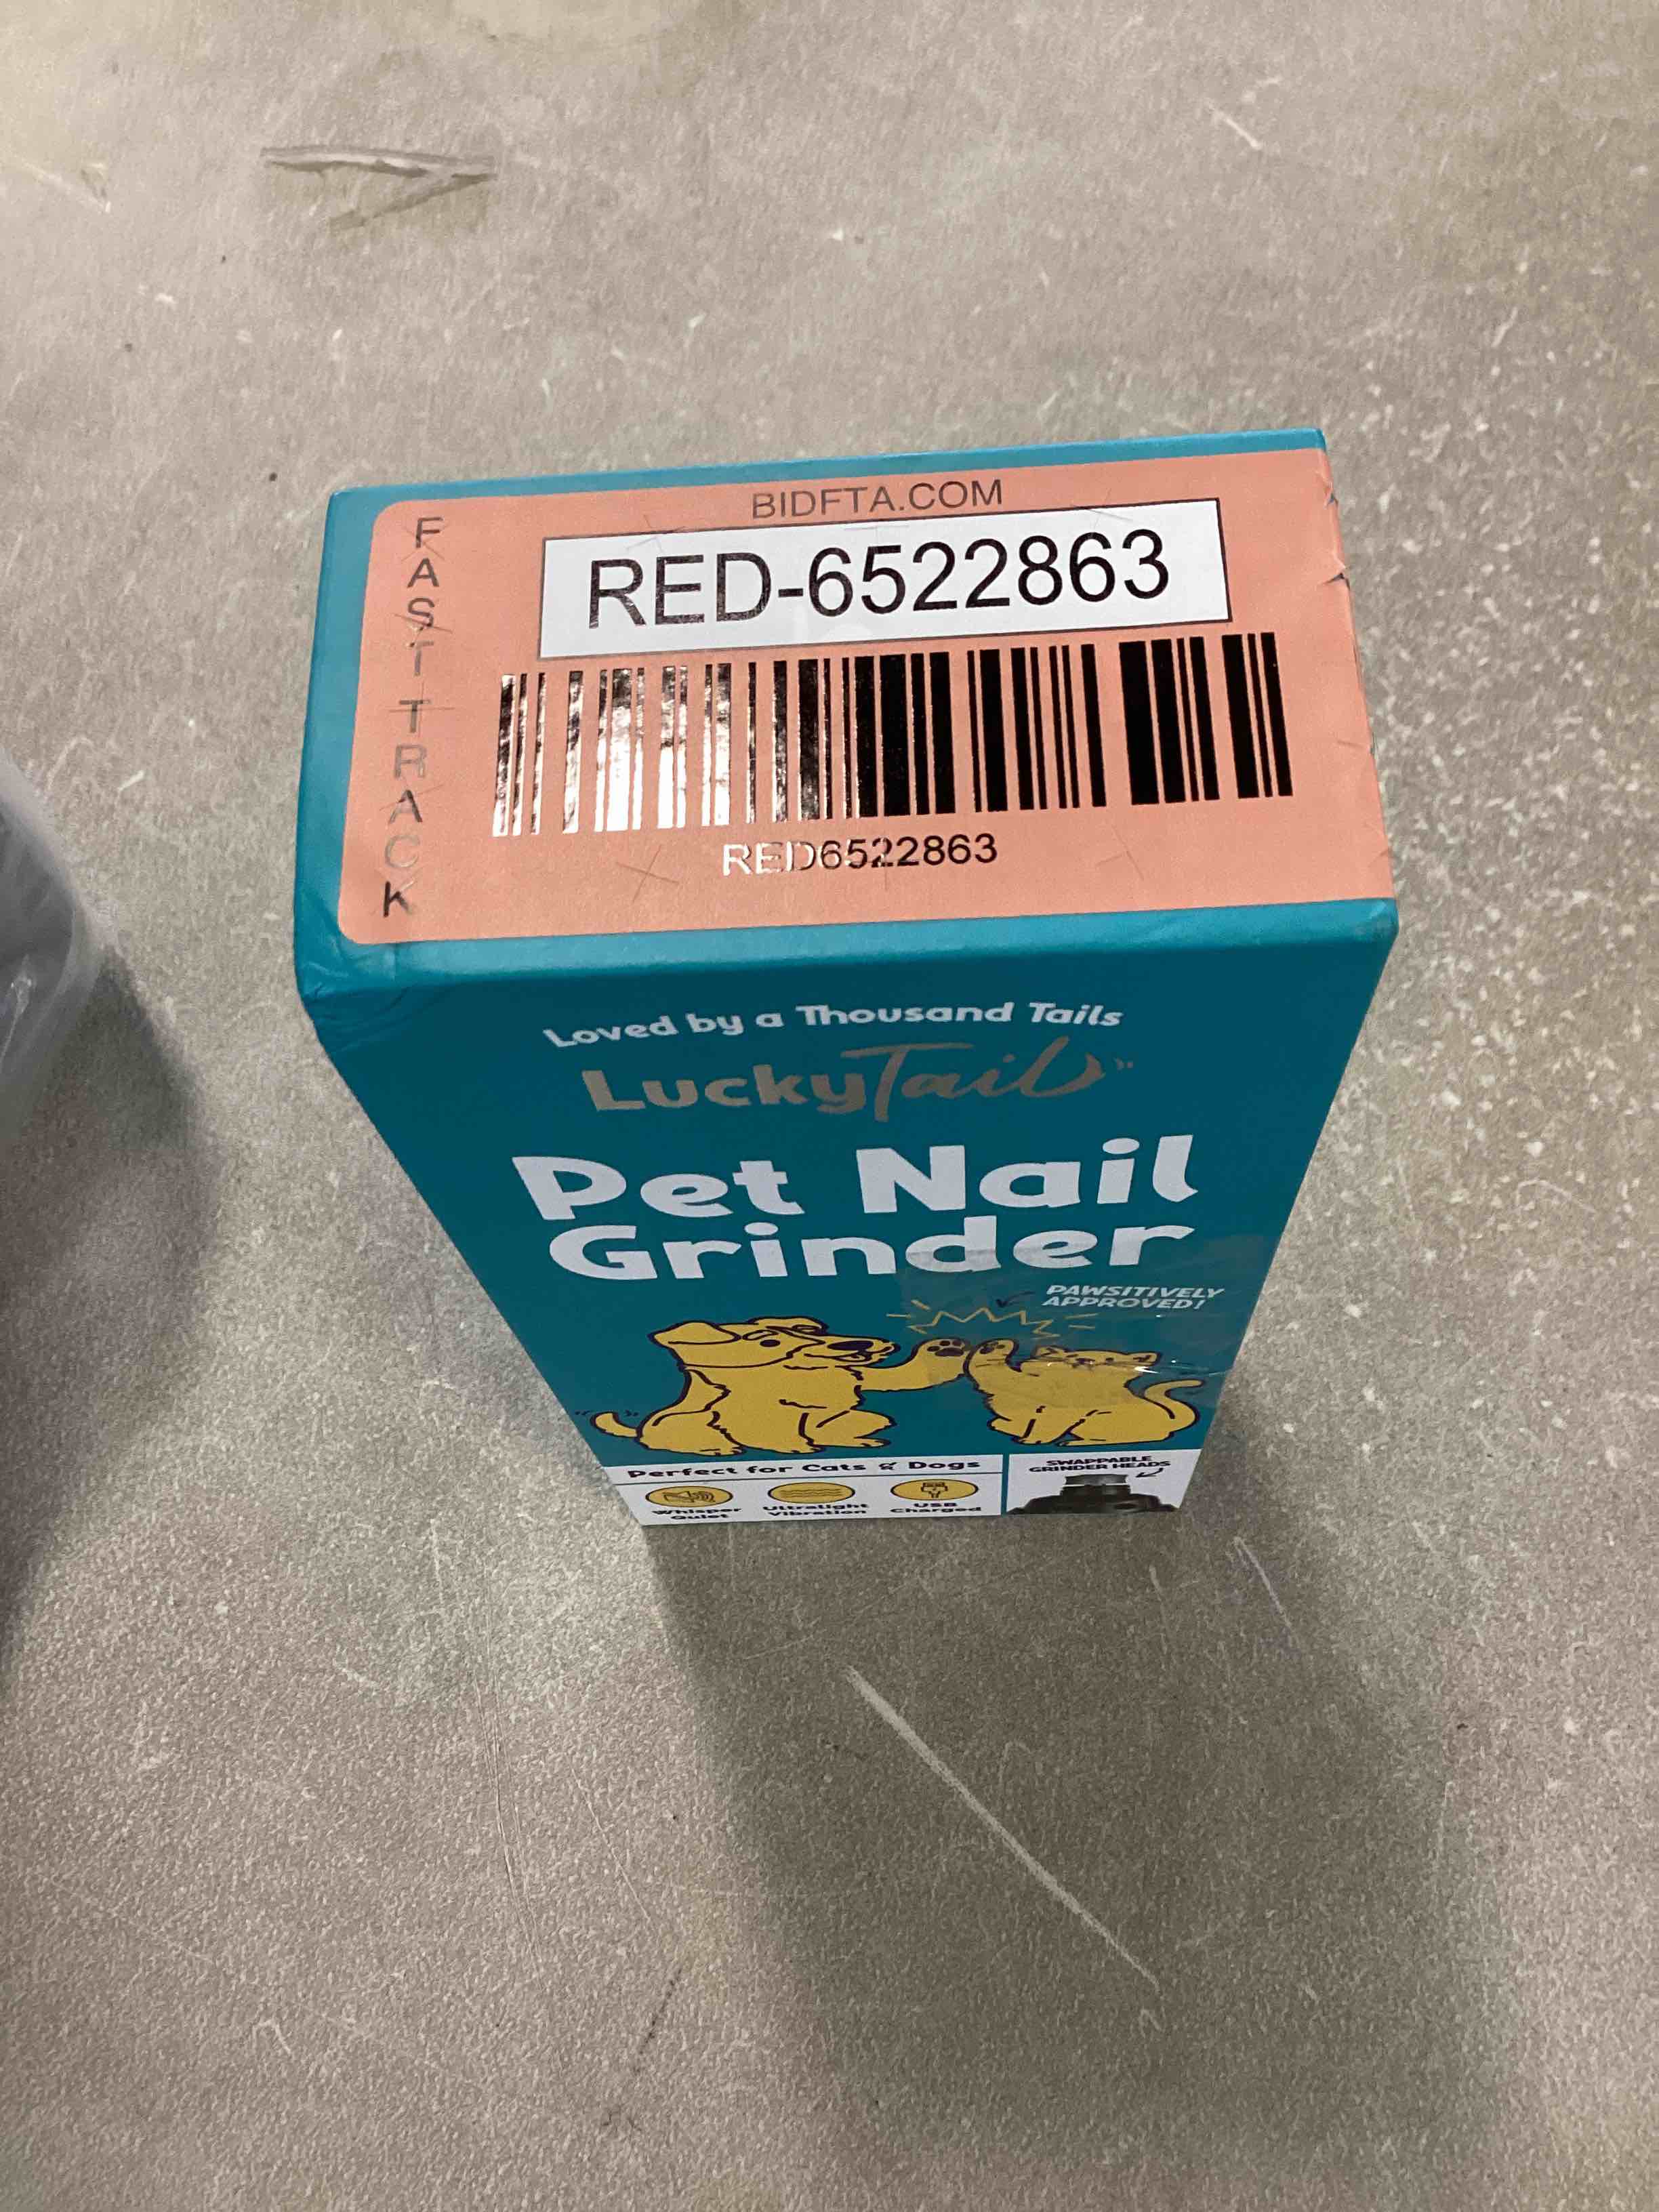 BIDFTA.COM
FAST TRACK
RED-6522863
RED6522863
Loved by a Thousand Tails
LuckyTail
Pet Nail
Grinder
PAWSITIVELY
APPROVED!
Perfect for Cats & Dogs
SWAPPABLE
GRINDER HEADS
Whisper
Quiet
Ultralight
Vibration
USB
Charged